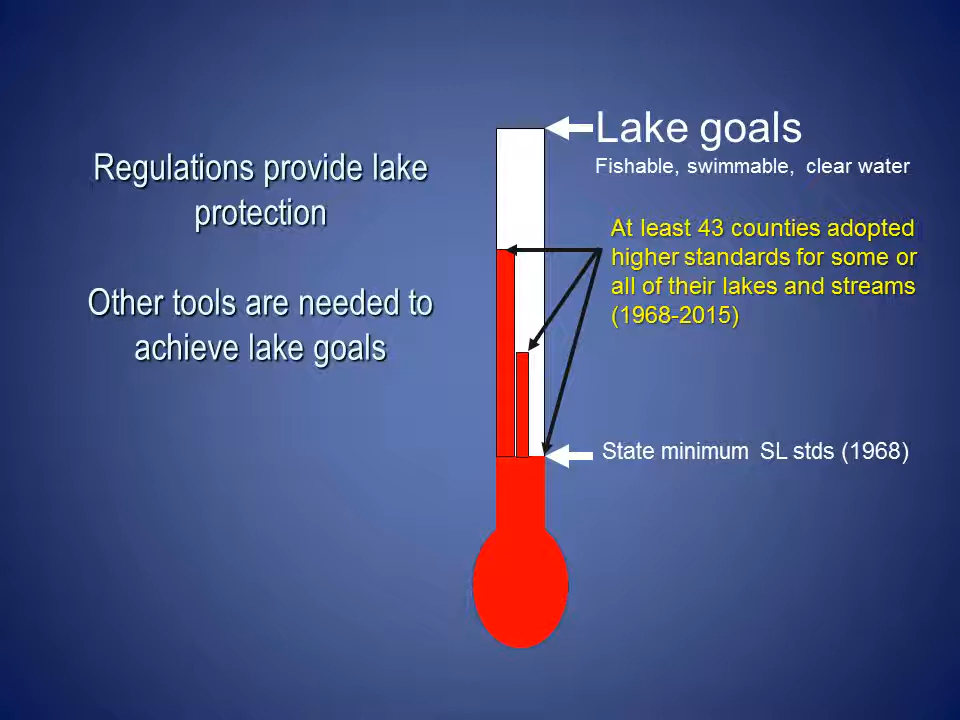 Regulations provide lake
protection
Other tools are needed to
achieve lake goals
Lake goals
Fishable, swimmable, clear water
At least 43 counties adopted
higher standards for some or
all of their lakes and streams
(1968-2015)
State minimum SL stds (1968)